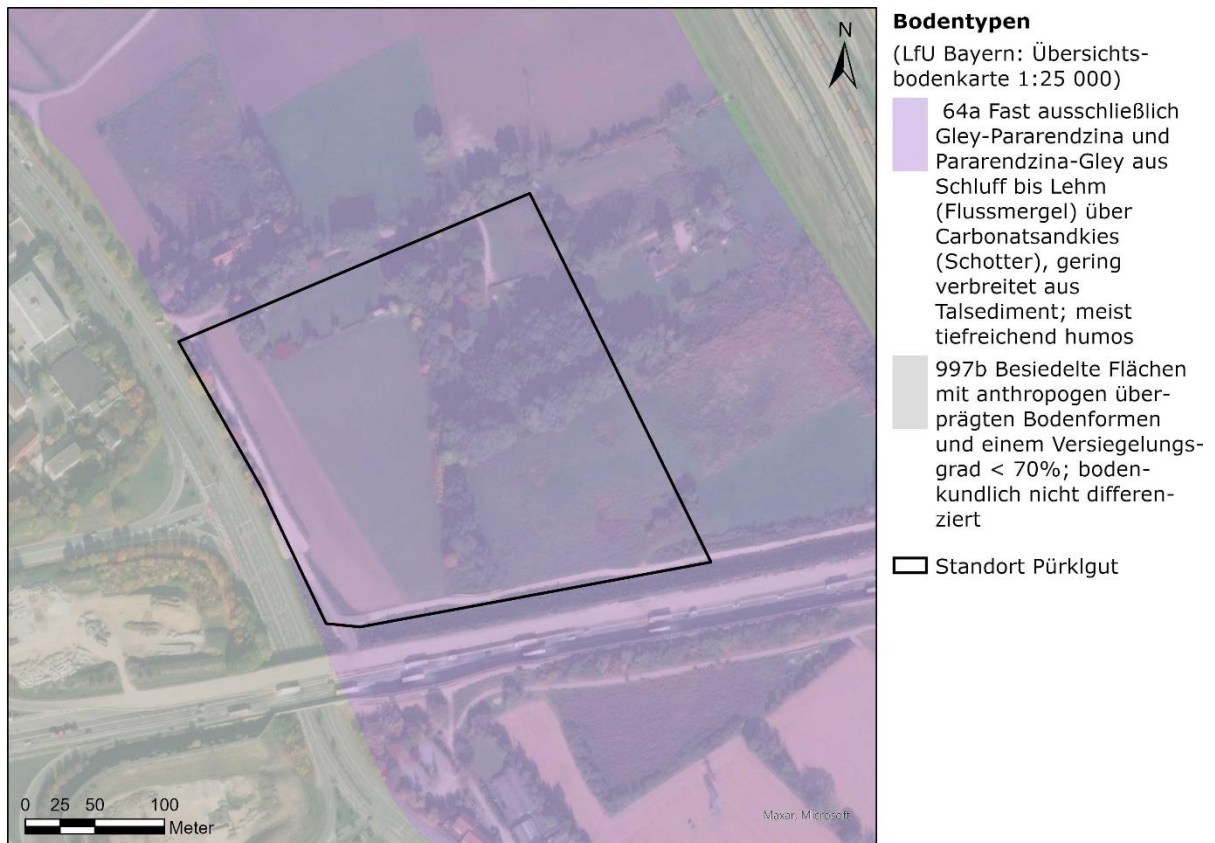 Bodentypen
(LfU Bayern: Übersichts-
bodenkarte 1:25 000)
64a Fast ausschließlich
Gley-Pararendzina und
Pararendzina-Gley aus
Schluff bis Lehm
(Flussmergel) über
Carbonatsandkies
(Schotter), gering
verbreitet aus
Talsediment; meist
tiefreichend humos
997b Besiedelte Flächen
mit anthropogen über-
prägten Bodenformen
und einem Versiegelungs-
grad < 70%; boden-
kundlich nicht differen-
ziert
Standort Pürklgut
N
0 25 50 100
Meter
Maxar, Microsoft